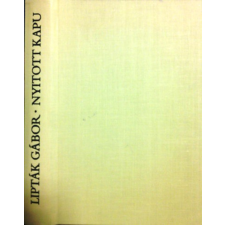 LIPTÁK GÁBOR · NYITOTT KAPU